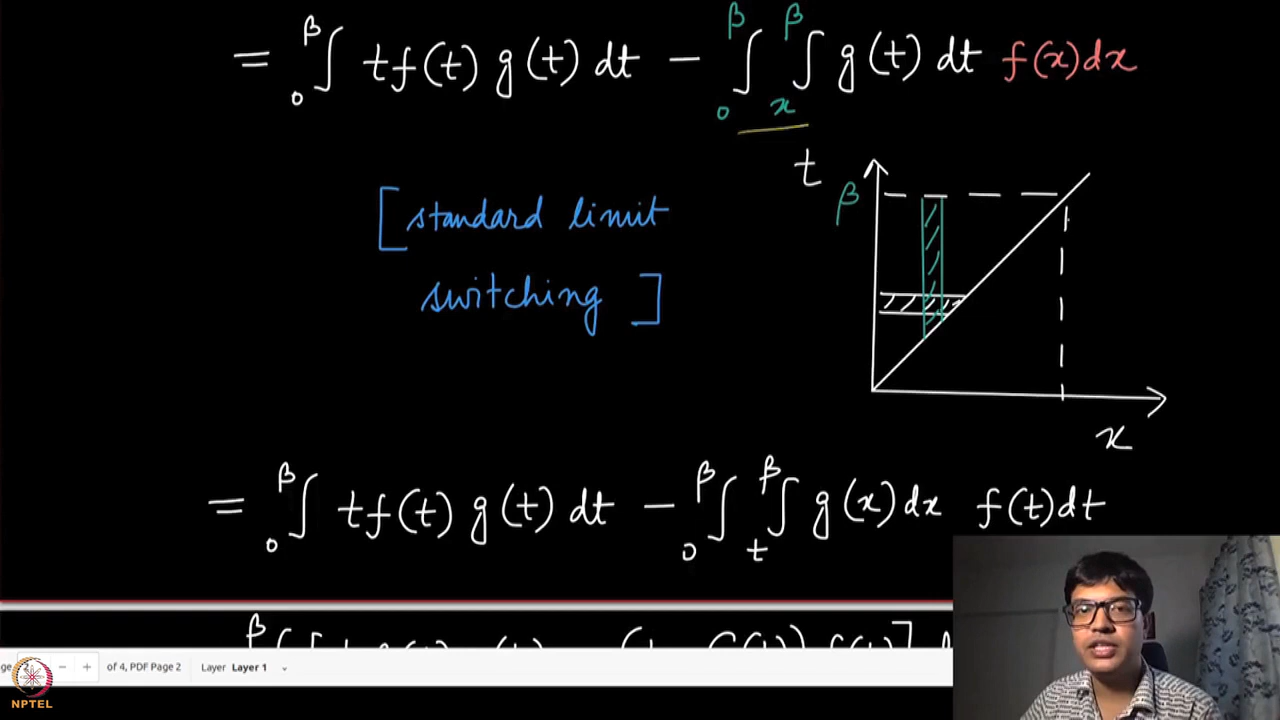 = ∫₀^β t f(t) g(t) dt − ∫₀^β ∫ₓ^β g(t) dt f(x) dx
t
β
[standard limit
switching]
x
= ∫₀^β t f(t) g(t) dt − ∫₀^β ∫ₜ^β g(x) dx f(t) dt
of 4, PDF Page 2 Layer Layer 1
NPTEL